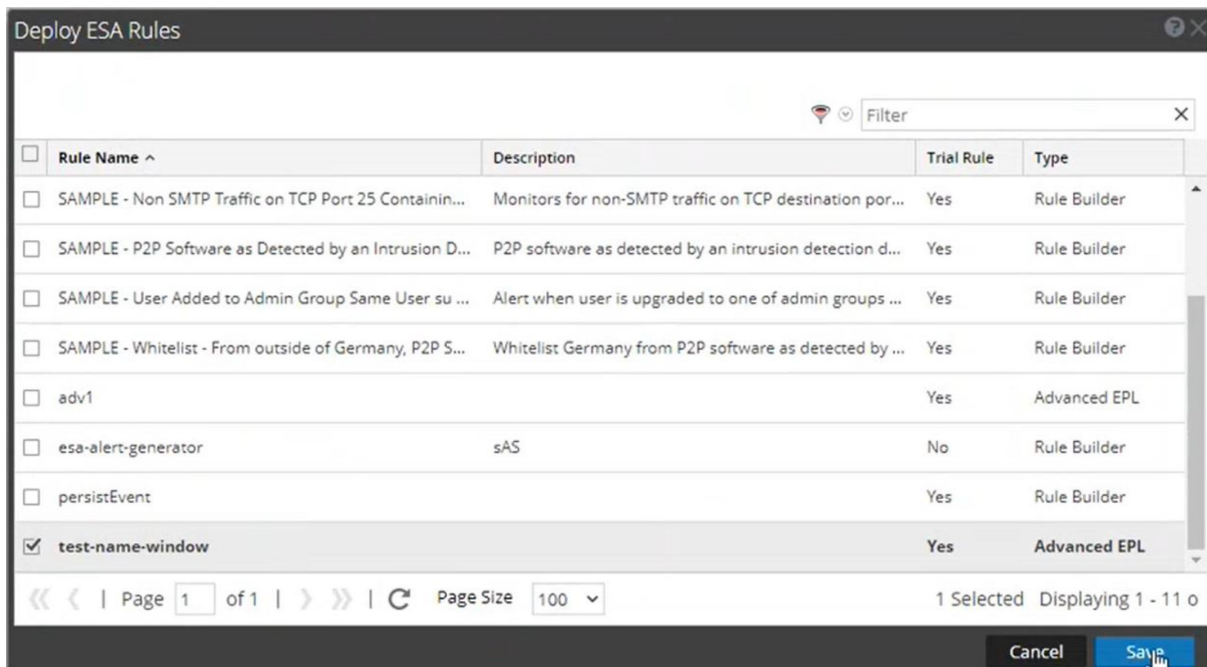 Deploy ESA Rules
Filter
Rule Name Description Trial Rule Type
SAMPLE - Non SMTP Traffic on TCP Port 25 Containin... Monitors for non-SMTP traffic on TCP destination por... Yes Rule Builder
SAMPLE - P2P Software as Detected by an Intrusion D... P2P software as detected by an intrusion detection d... Yes Rule Builder
SAMPLE - User Added to Admin Group Same User su ... Alert when user is upgraded to one of admin groups ... Yes Rule Builder
SAMPLE - Whitelist - From outside of Germany, P2P S... Whitelist Germany from P2P software as detected by ... Yes Rule Builder
adv1 Yes Advanced EPL
esa-alert-generator sAS No Rule Builder
persistEvent Yes Rule Builder
test-name-window Yes Advanced EPL
Page 1 of 1 Page Size 100 1 Selected Displaying 1 - 11 o
Cancel Save